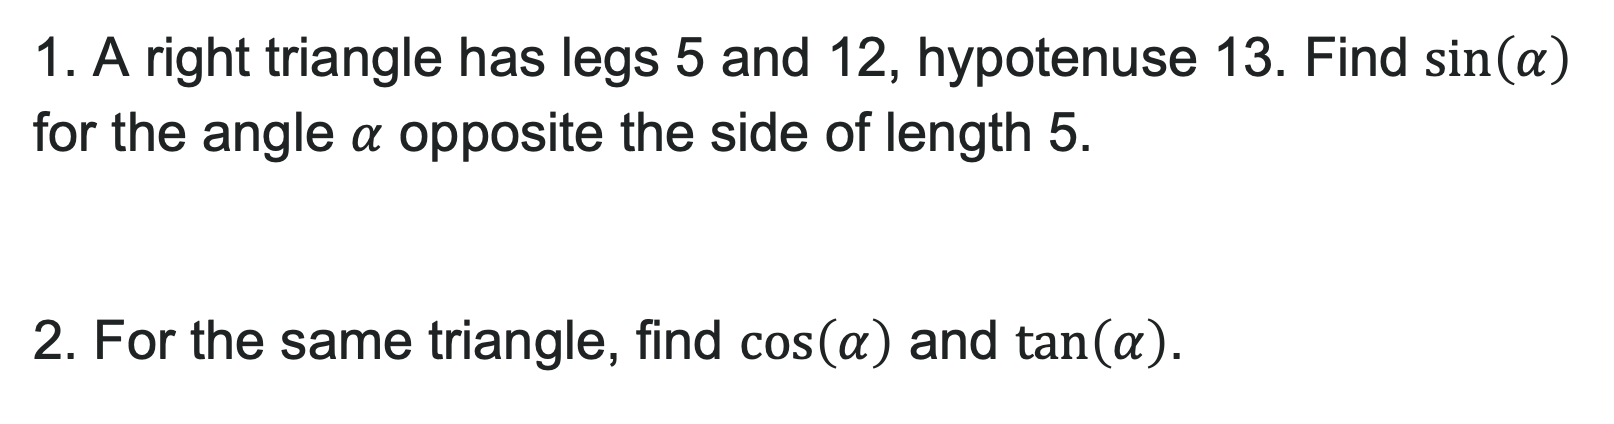 1. A right triangle has legs 5 and 12, hypotenuse 13. Find sin(α)
for the angle α opposite the side of length 5.
2. For the same triangle, find cos(α) and tan(α).